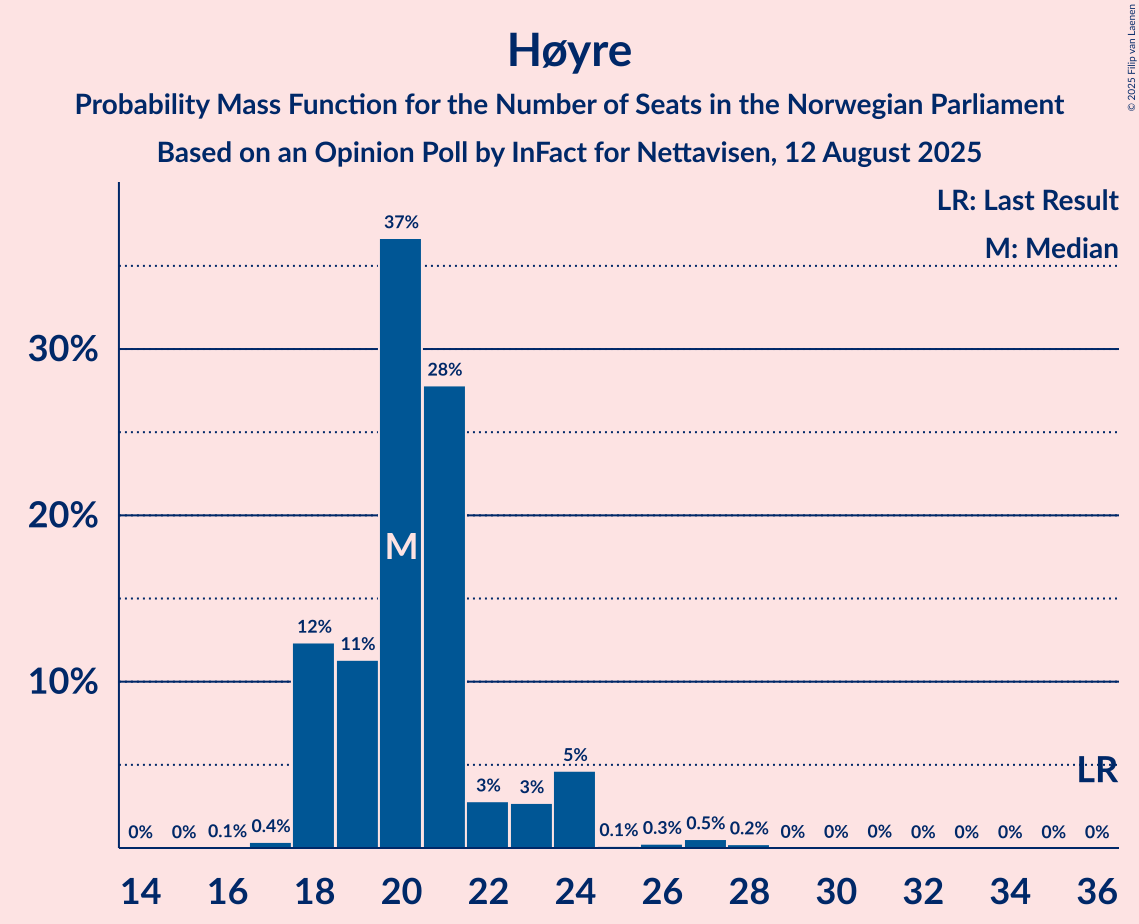 Høyre
Probability Mass Function for the Number of Seats in the Norwegian Parliament
Based on an Opinion Poll by InFact for Nettavisen, 12 August 2025
© 2025 Filip van Laenen
LR: Last Result
M: Median
37%
30%
28%
20%
M
12%
11%
10%
5%
LR
3%
3%
0%
0%
0.1%
0.4%
0.1%
0.3%
0.5%
0.2%
0%
0%
0%
0%
0%
0%
0%
0%
14 16 18 20 22 24 26 28 30 32 34 36